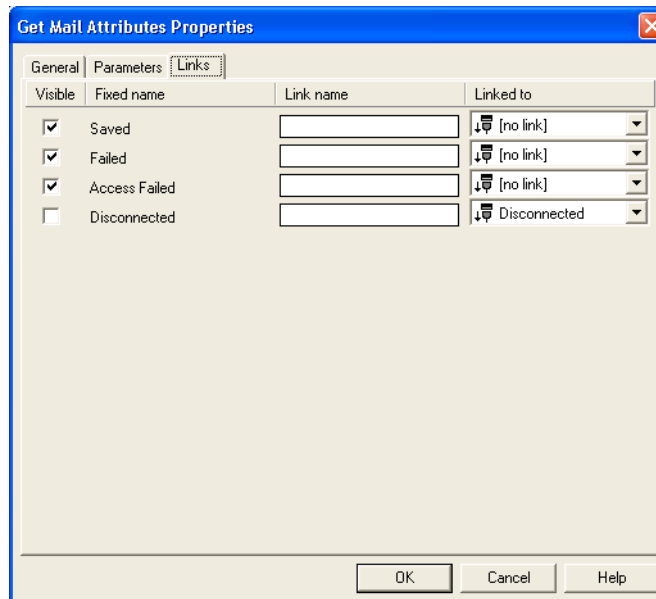 Get Mail Attributes Properties
General Parameters Links
Visible Fixed name Link name Linked to
Saved [no link]
Failed [no link]
Access Failed [no link]
Disconnected Disconnected
OK Cancel Help